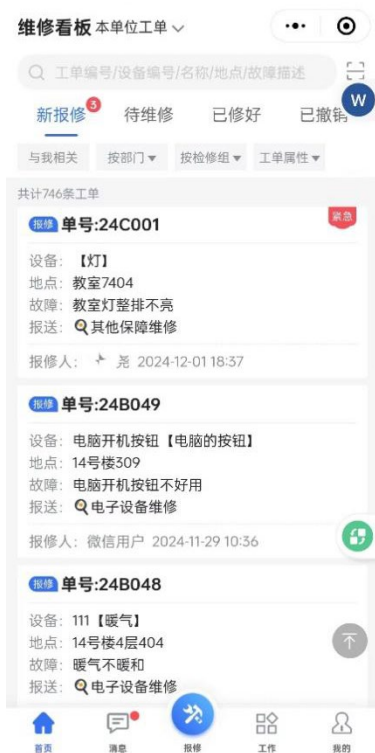 维修看板 本单位工单
工单编号/设备编号/名称/地点/故障描述
新报修 3 待维修 已修好 已撤销
W
与我相关 按部门▼ 按检修组▼ 工单属性▼
共计746条工单
报修 单号:24C001 紧急
设备: 【灯】
地点: 教室7404
故障: 教室灯整排不亮
报送: 其他保障维修
报修人: 尧 2024-12-01 18:37
报修 单号:24B049
设备: 电脑开机按钮【电脑的按钮】
地点: 14号楼309
故障: 电脑开机按钮不好用
报送: 电子设备维修
报修人: 微信用户 2024-11-29 10:36
报修 单号:24B048
设备: 111【暖气】
地点: 14号楼4层404
故障: 暖气不暖和
报送: 电子设备维修
首页 消息 报修 工作 我的